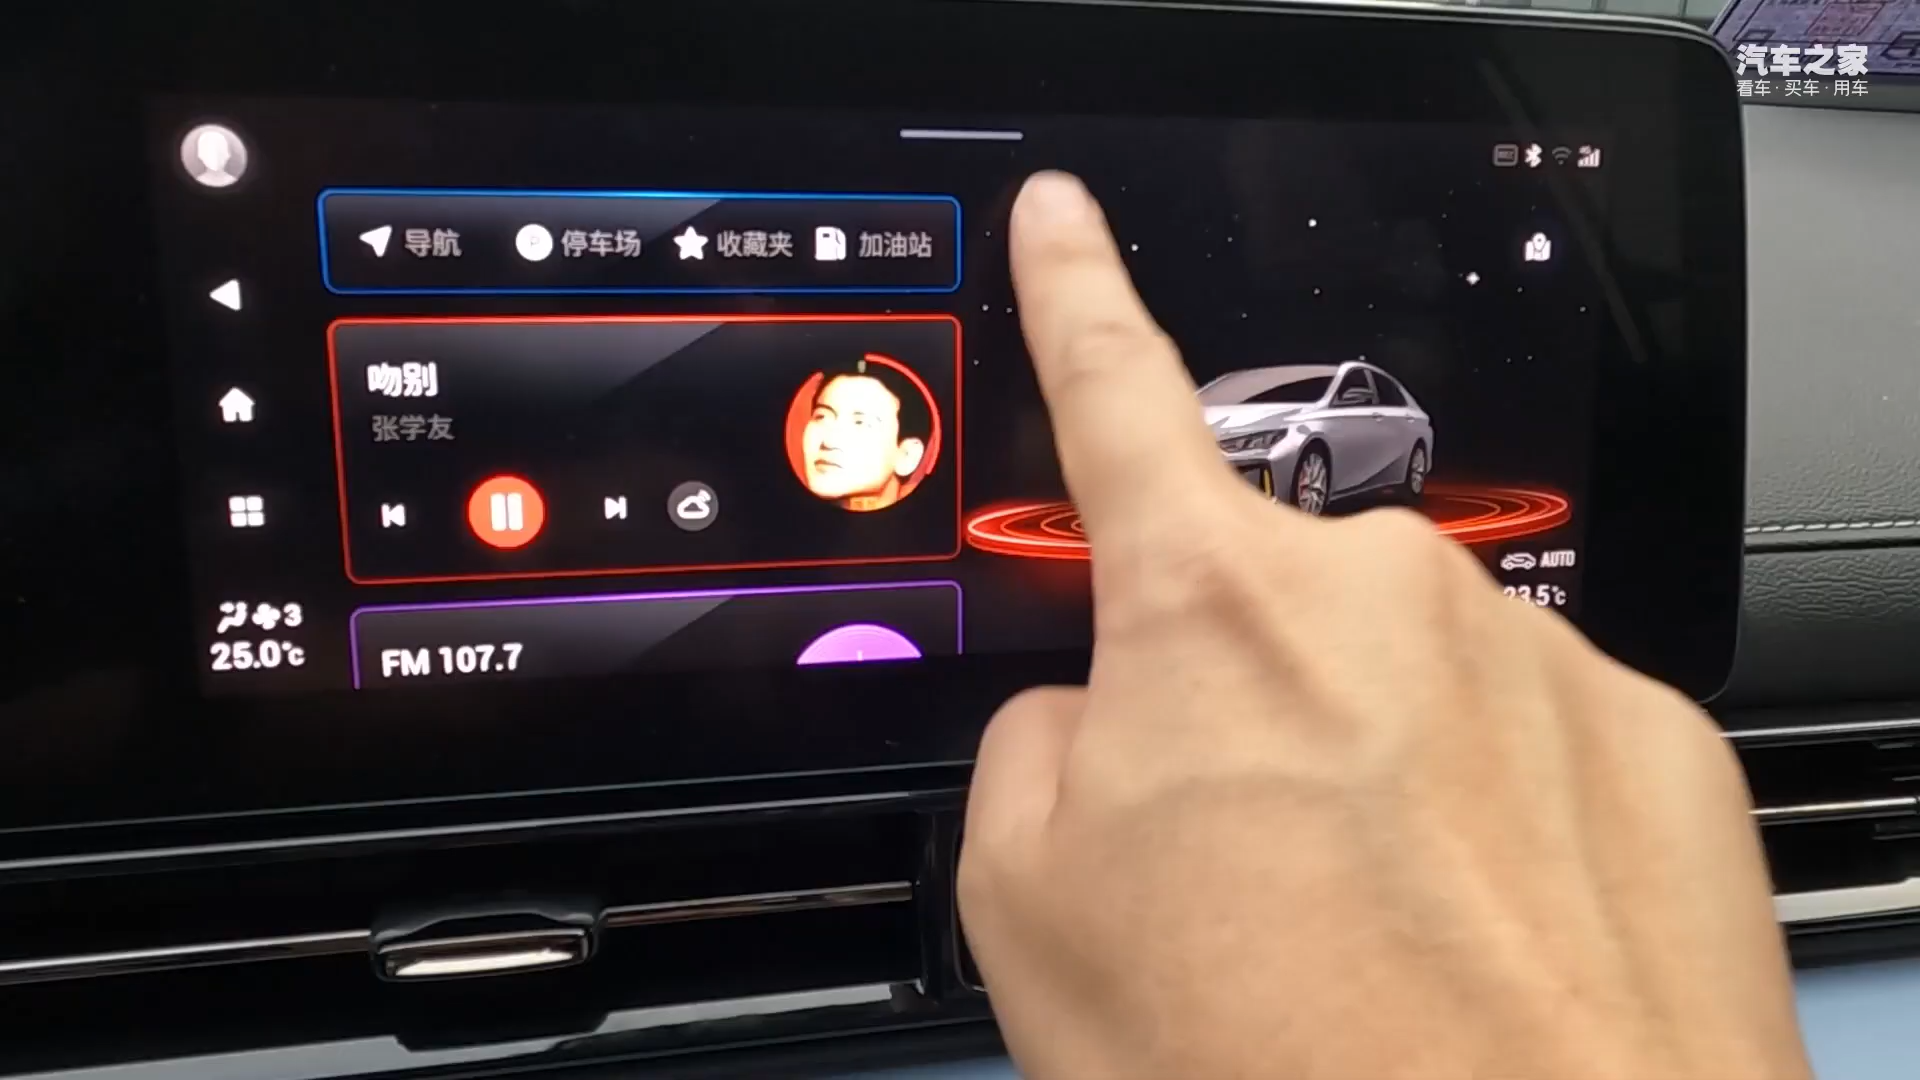 汽车之家
看车·买车·用车
导航 P 停车场 收藏夹 加油站
吻别
张学友
AUTO
23.5°c
3
25.0°c
FM 107.7